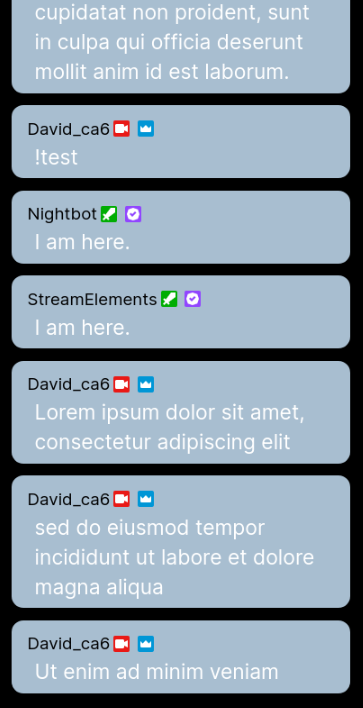 cupidatat non proident, sunt
in culpa qui officia deserunt
mollit anim id est laborum.
David_ca6
!test
Nightbot
I am here.
StreamElements
I am here.
David_ca6
Lorem ipsum dolor sit amet,
consectetur adipiscing elit
David_ca6
sed do eiusmod tempor
incididunt ut labore et dolore
magna aliqua
David_ca6
Ut enim ad minim veniam